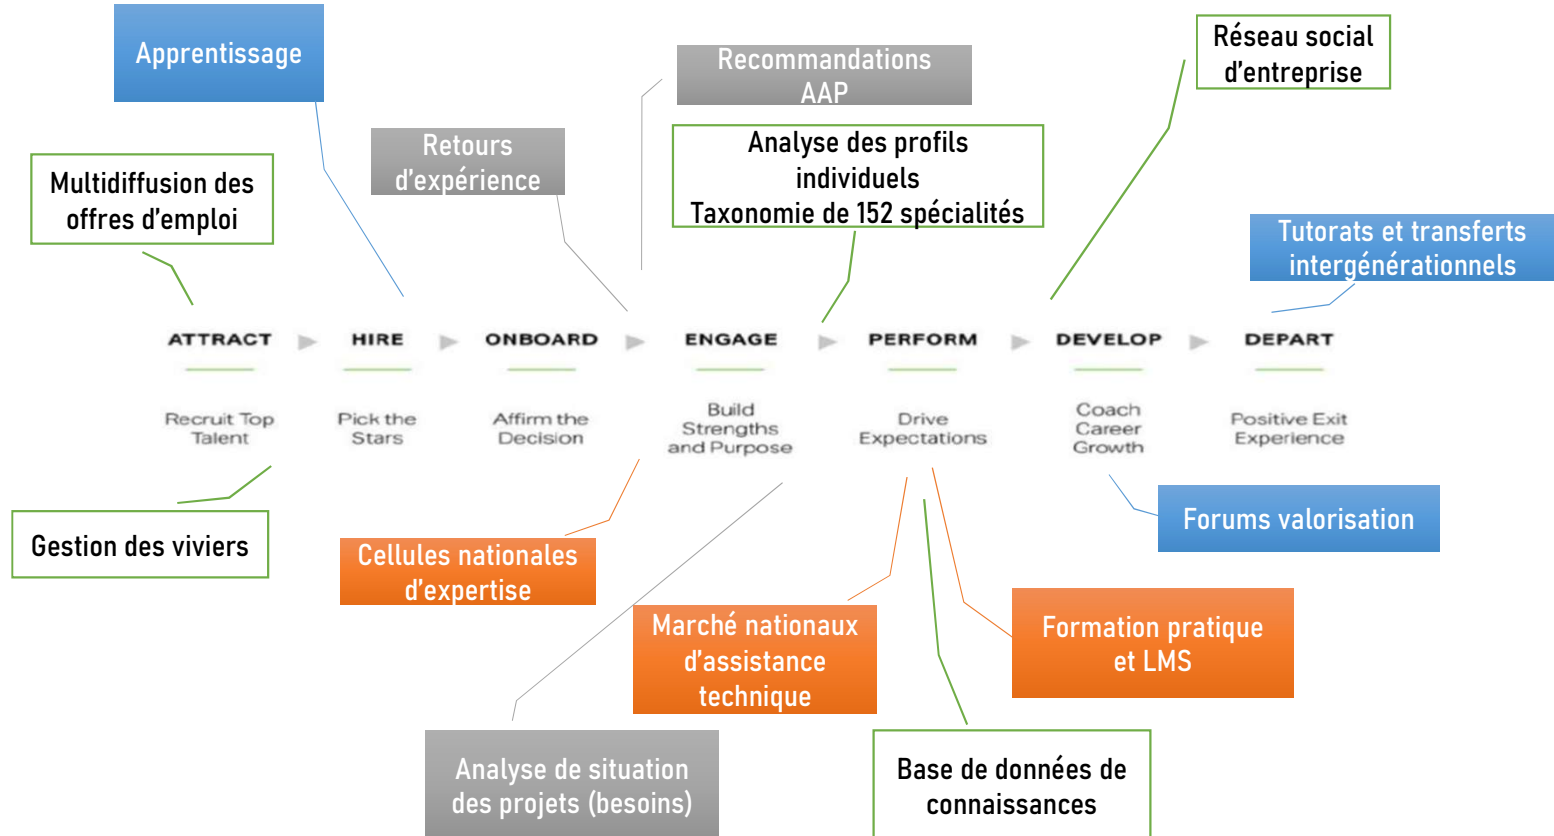 Apprentissage
Recommandations
AAP
Réseau social
d'entreprise
Retours
d'expérience
Analyse des profils
individuels
Taxonomie de 152 spécialités
Multidiffusion des
offres d'emploi
Tutorats et transferts
intergénérationnels
ATTRACT
HIRE
ONBOARD
ENGAGE
PERFORM
DEVELOP
DEPART
Recruit Top
Talent
Pick the
Stars
Affirm the
Decision
Build
Strengths
and Purpose
Drive
Expectations
Coach
Career
Growth
Positive Exit
Experience
Gestion des viviers
Cellules nationales
d'expertise
Forums valorisation
Marché nationaux
d'assistance
technique
Formation pratique
et LMS
Analyse de situation
des projets (besoins)
Base de données de
connaissances